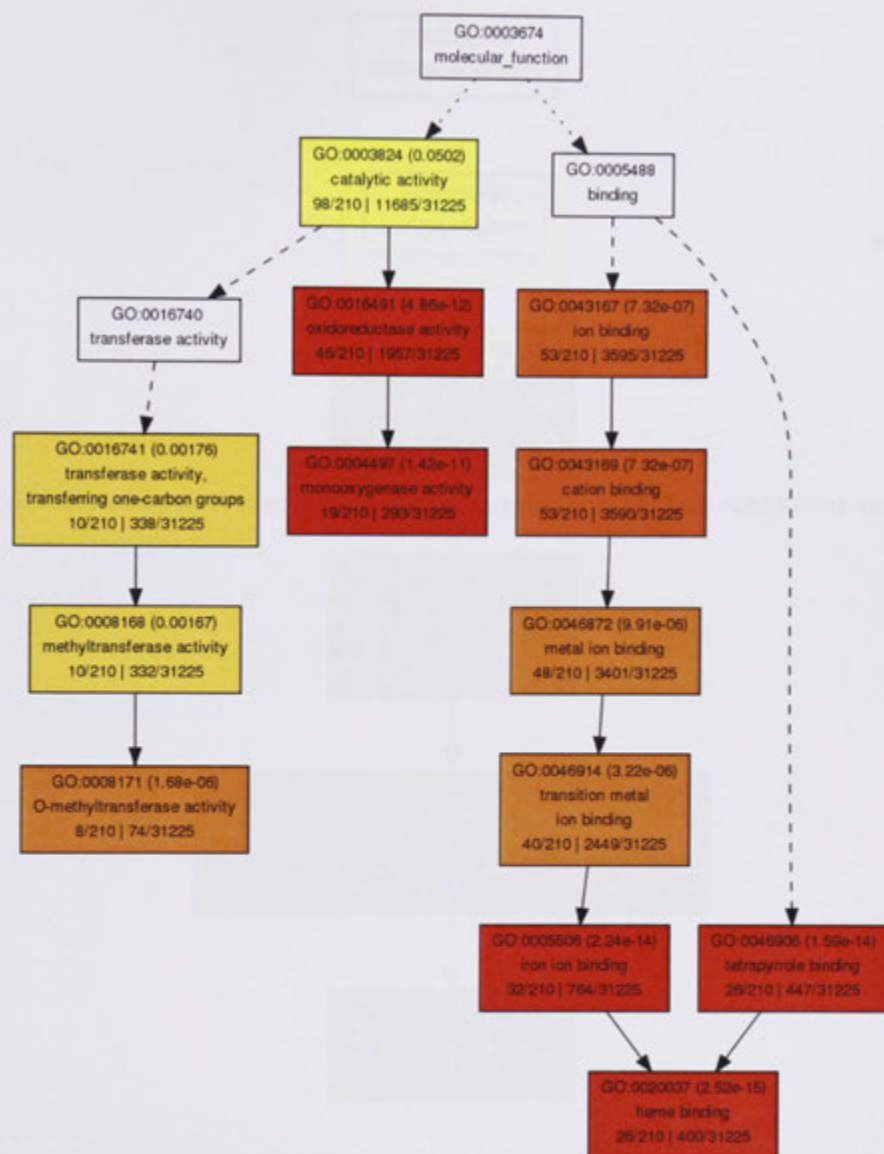 GO:0003674
molecular_function
GO:0003824 (0.0502)
catalytic activity
98/210 | 11685/31225
GO:0005488
binding
GO:0016740
transferase activity
GO:0016491 (4.86e-12)
oxidoreductase activity
46/210 | 1957/31225
GO:0043167 (7.32e-07)
ion binding
53/210 | 3595/31225
GO:0016741 (0.00176)
transferase activity,
transferring one-carbon groups
10/210 | 338/31225
GO:0004497 (1.42e-11)
monooxygenase activity
19/210 | 293/31225
GO:0043169 (7.32e-07)
cation binding
53/210 | 3590/31225
GO:0008168 (0.00167)
methyltransferase activity
10/210 | 332/31225
GO:0046872 (9.91e-06)
metal ion binding
48/210 | 3401/31225
GO:0008171 (1.68e-06)
O-methyltransferase activity
8/210 | 74/31225
GO:0046914 (3.22e-06)
transition metal
ion binding
40/210 | 2449/31225
GO:0005506 (2.24e-14)
iron ion binding
32/210 | 764/31225
GO:0046906 (1.59e-14)
tetrapyrrole binding
26/210 | 447/31225
GO:0020037 (2.52e-15)
heme binding
26/210 | 400/31225